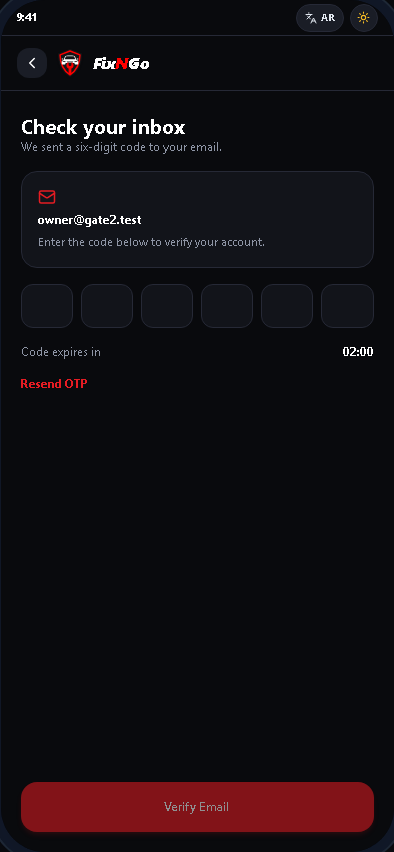 9:41
AR
FixNGo
Check your inbox
We sent a six-digit code to your email.
owner@gate2.test
Enter the code below to verify your account.
Code expires in 02:00
Resend OTP
Verify Email